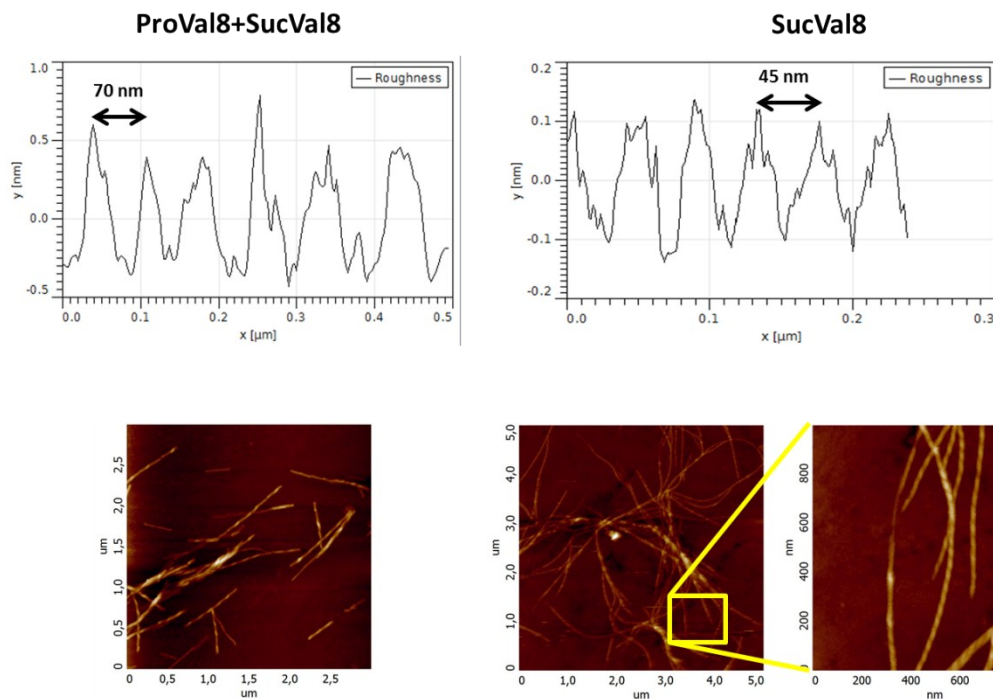 ProVal8+SucVal8
SucVal8
1.0
0.5
0.0
-0.5
y [nm]
Roughness
70 nm
0.0 0.1 0.2 0.3 0.4 0.5
x [µm]
0.2
0.1
0.0
-0.1
-0.2
y [nm]
Roughness
45 nm
0.0 0.1 0.2 0.3
x [µm]
2,5
2,0
1,5
1,0
0,5
0
um
0 0,5 1,0 1,5 2,0 2,5
um
5,0
4,0
3,0
2,0
1,0
0
um
0 1,0 2,0 3,0 4,0 5,0
um
800
600
400
200
0
nm
200 400 600
nm